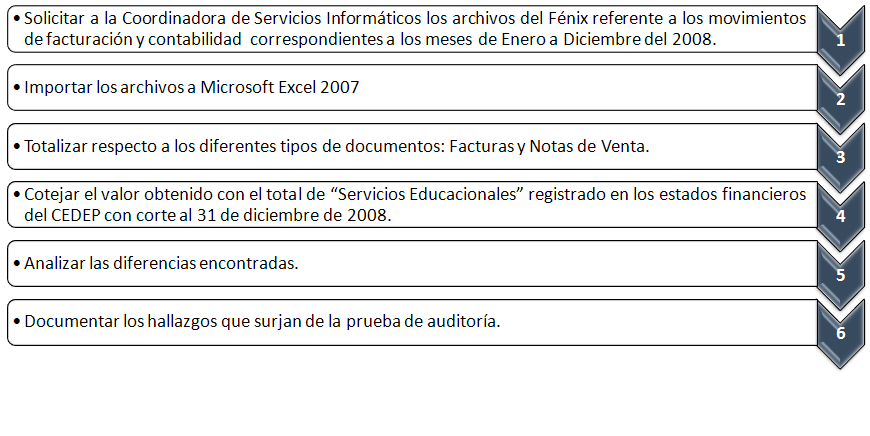 • Solicitar a la Coordinadora de Servicios Informáticos los archivos del Fénix referente a los movimientos
de facturación y contabilidad correspondientes a los meses de Enero a Diciembre del 2008.
1
• Importar los archivos a Microsoft Excel 2007
2
• Totalizar respecto a los diferentes tipos de documentos: Facturas y Notas de Venta.
3
• Cotejar el valor obtenido con el total de “Servicios Educacionales” registrado en los estados financieros
del CEDEP con corte al 31 de diciembre de 2008.
4
• Analizar las diferencias encontradas.
5
• Documentar los hallazgos que surjan de la prueba de auditoría.
6